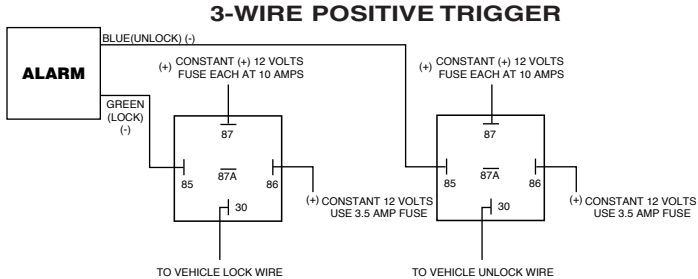 3-WIRE POSITIVE TRIGGER
BLUE(UNLOCK) (-)
ALARM
GREEN
(LOCK)
(-)
(+) CONSTANT (+) 12 VOLTS
FUSE EACH AT 10 AMPS
87
87A
85
86
30
(+) CONSTANT 12 VOLTS
USE 3.5 AMP FUSE
TO VEHICLE LOCK WIRE
(+) CONSTANT (+) 12 VOLTS
FUSE EACH AT 10 AMPS
87
87A
85
86
30
(+) CONSTANT 12 VOLTS
USE 3.5 AMP FUSE
TO VEHICLE UNLOCK WIRE